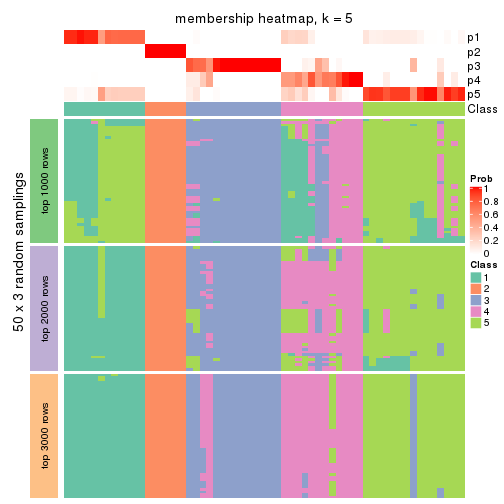 membership heatmap, k = 5
p1
p2
p3
p4
p5
Class
50 x 3 random samplings
top 1000 rows
top 2000 rows
top 3000 rows
Prob
1
0.8
0.6
0.4
0.2
0
Class
1
2
3
4
5